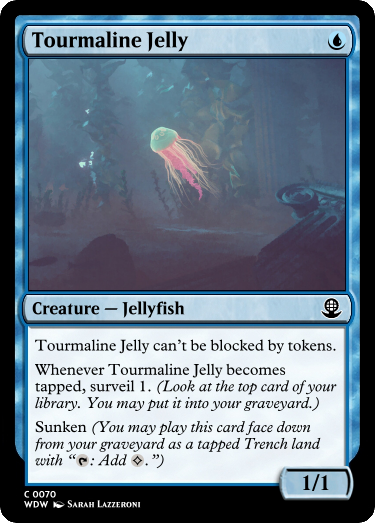 Tourmaline Jelly
Creature — Jellyfish
Tourmaline Jelly can't be blocked by tokens.
Whenever Tourmaline Jelly becomes
tapped, surveil 1. (Look at the top card of your
library. You may put it into your graveyard.)
Sunken (You may play this card face down
from your graveyard as a tapped Trench land
with “: Add .”)
1/1
C 0070
WDW Sarah Lazzeroni